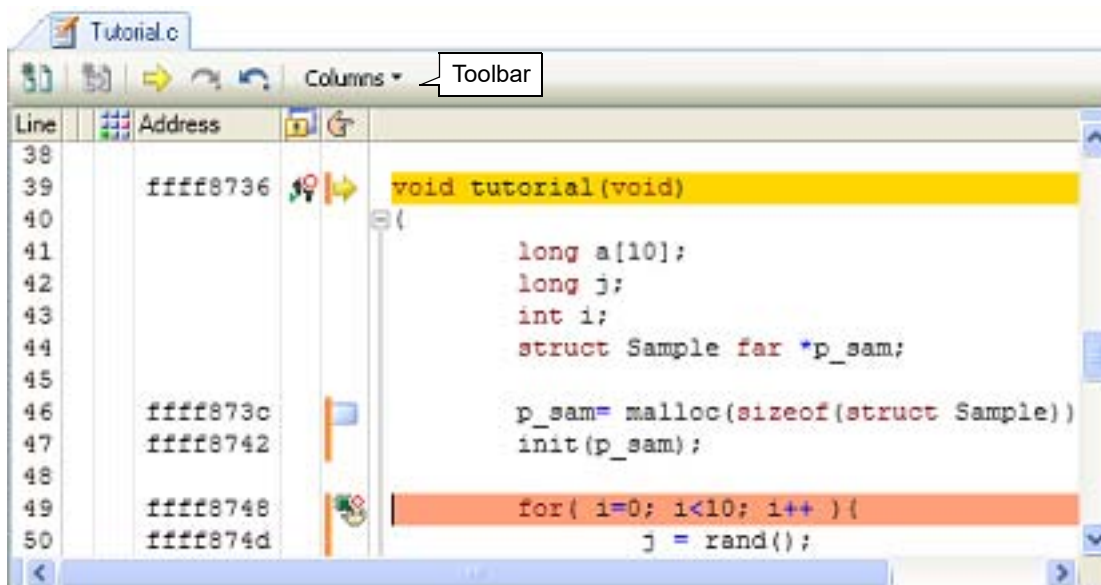 Tutorial.c
Columns
Toolbar
Line Address
38
39 ffff8736 void tutorial(void)
40 {
41 long a[10];
42 long j;
43 int i;
44 struct Sample far *p_sam;
45
46 ffff873c p_sam= malloc(sizeof(struct Sample))
47 ffff8742 init(p_sam);
48
49 ffff8748 for( i=0; i<10; i++ ){
50 ffff874d j = rand();